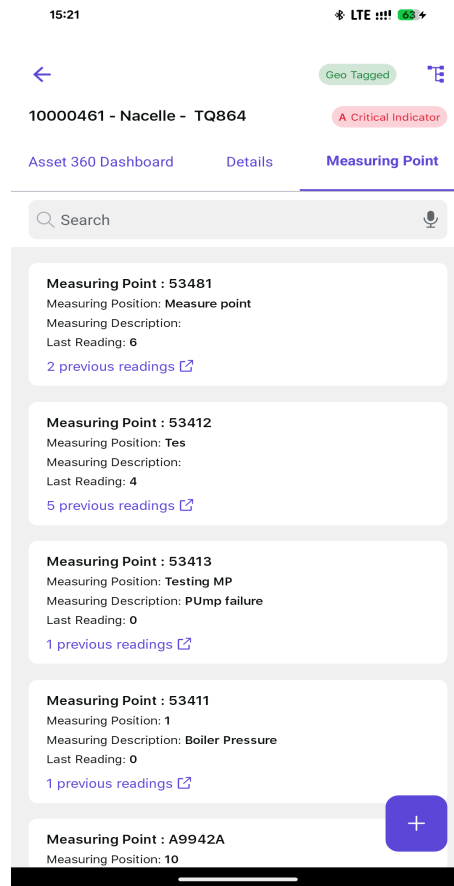 15:21
LTE
63
Geo Tagged
10000461 - Nacelle - TQ864
A Critical Indicator
Asset 360 Dashboard
Details
Measuring Point
Search
Measuring Point : 53481
Measuring Position: Measure point
Measuring Description:
Last Reading: 6
2 previous readings
Measuring Point : 53412
Measuring Position: Tes
Measuring Description:
Last Reading: 4
5 previous readings
Measuring Point : 53413
Measuring Position: Testing MP
Measuring Description: PUmp failure
Last Reading: 0
1 previous readings
Measuring Point : 53411
Measuring Position: 1
Measuring Description: Boiler Pressure
Last Reading: 0
1 previous readings
Measuring Point : A9942A
Measuring Position: 10